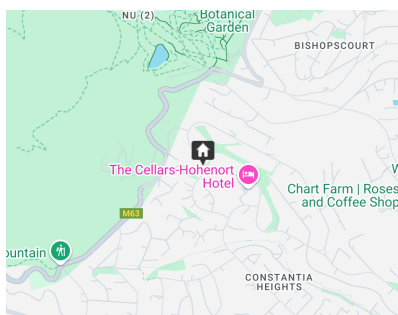 NU (2)
Botanical
Garden
BISHOPSCOURT
The Cellars-Hohenort
Hotel
W
Chart Farm | Roses
and Coffee Shop
M63
ountain
CONSTANTIA
HEIGHTS